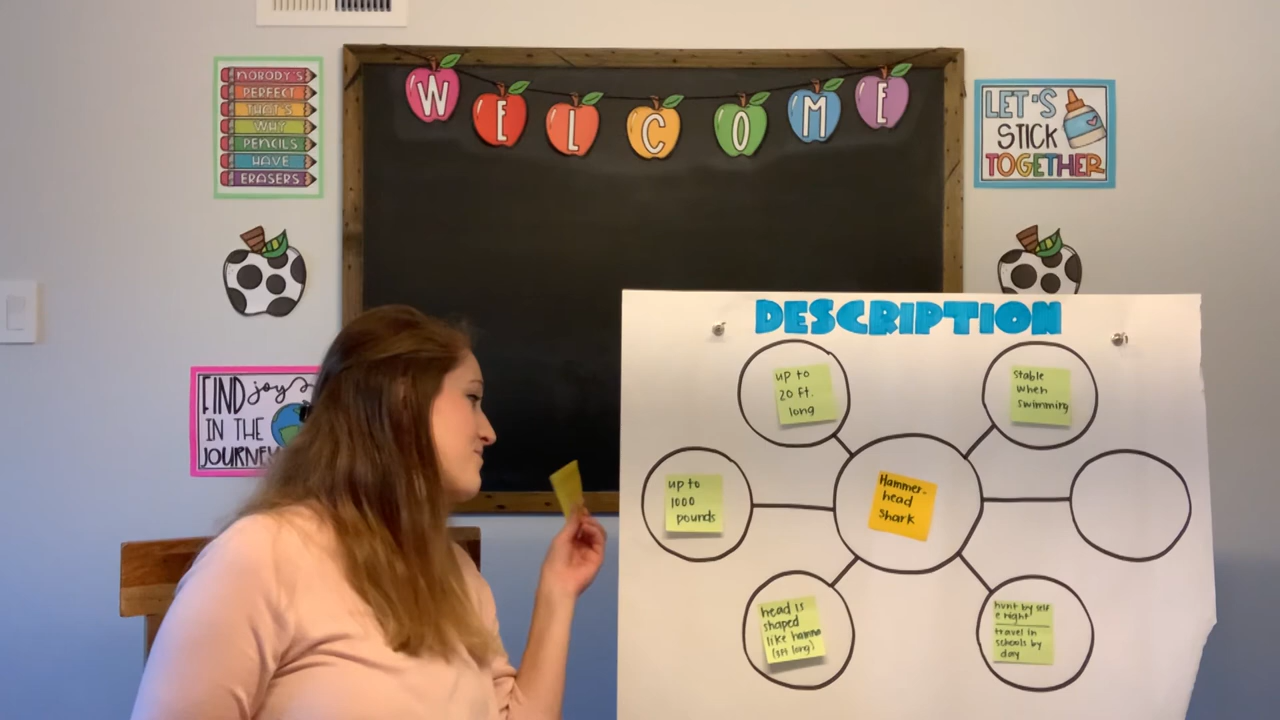 WELCOME
NOBODY'S
PERFECT
THAT'S
WHY
PENCILS
HAVE
ERASERS
LET'S
STICK
TOGETHER
FIND joy
IN THE
JOURNEY
DESCRIPTION
up to
20 ft.
long
stable
when
swimming
up to
1000
pounds
Hammer-
head
shark
head is
shaped
like hamme
(3ft long)
hunt by self
@ night
travel in
schools by
day